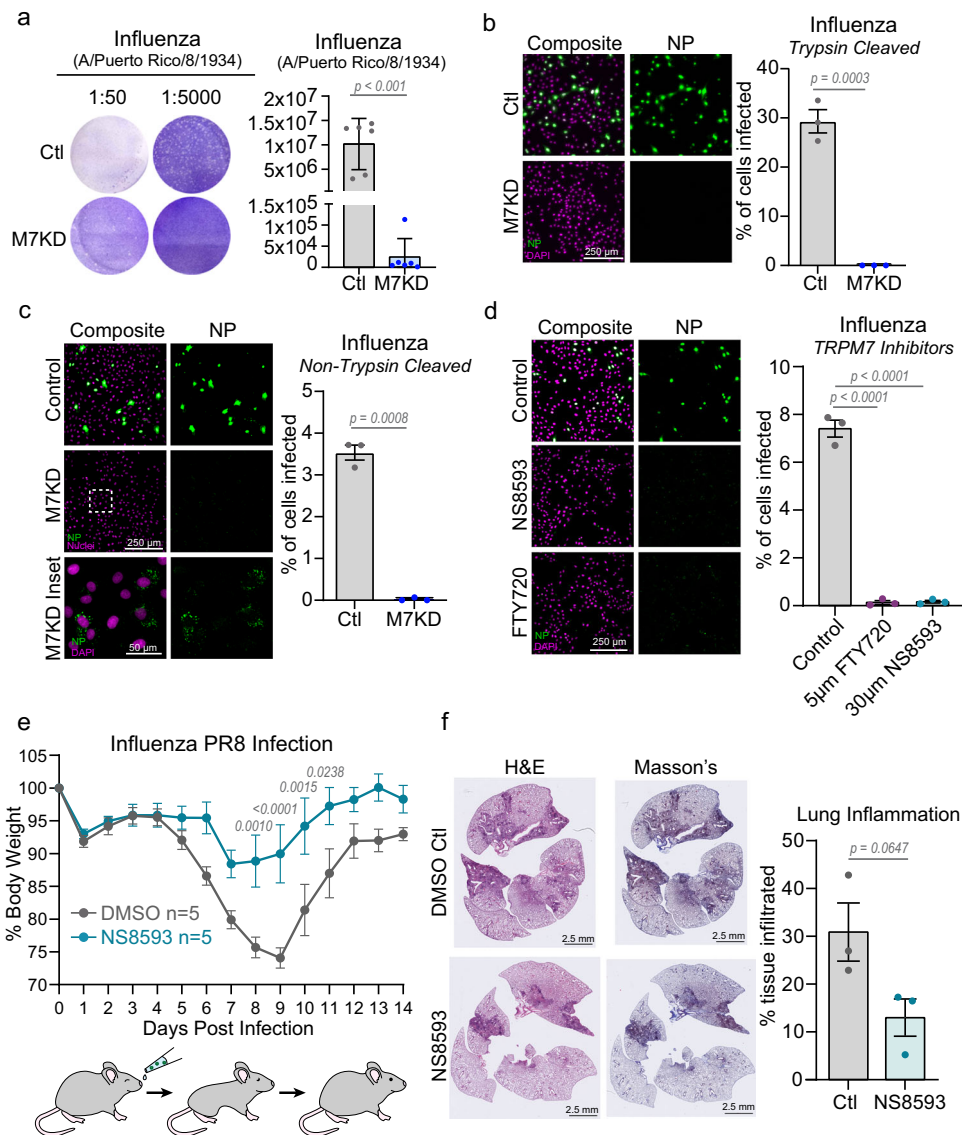 a
Influenza
(A/Puerto Rico/8/1934)
1:50 1:5000
Ctl
M7KD
Influenza
(A/Puerto Rico/8/1934)
p < 0.001
2x10⁷
1.5x10⁷
1x10⁷
5x10⁶
1.5x10⁵
1x10⁵
5x10⁴
0
Ctl M7KD
b
Composite NP
Ctl
M7KD
NP
DAPI
250 µm
Influenza
Trypsin Cleaved
p = 0.0003
% of cells infected
40
30
20
10
0
Ctl M7KD
c
Composite NP
Control
M7KD
NP
Nuclei
250 µm
M7KD Inset
NP
DAPI
50 µm
Influenza
Non-Trypsin Cleaved
p = 0.0008
% of cells infected
5
4
3
2
1
0
Ctl M7KD
d
Composite NP
Control
NS8593
FTY720
NP
DAPI
250 µm
Influenza
TRPM7 Inhibitors
p < 0.0001
p < 0.0001
% of cells infected
8
6
4
2
0
Control
5µm FTY720
30µm NS8593
e
Influenza PR8 Infection
% Body Weight
105
100
95
90
85
80
75
70
0.0010
<0.0001
0.0015
0.0238
DMSO n=5
NS8593 n=5
0 1 2 3 4 5 6 7 8 9 10 11 12 13 14
Days Post Infection
f
H&E Masson's
DMSO Ctl
2.5 mm 2.5 mm
NS8593
2.5 mm 2.5 mm
Lung Inflammation
p = 0.0647
% tissue infiltrated
50
40
30
20
10
0
Ctl NS8593